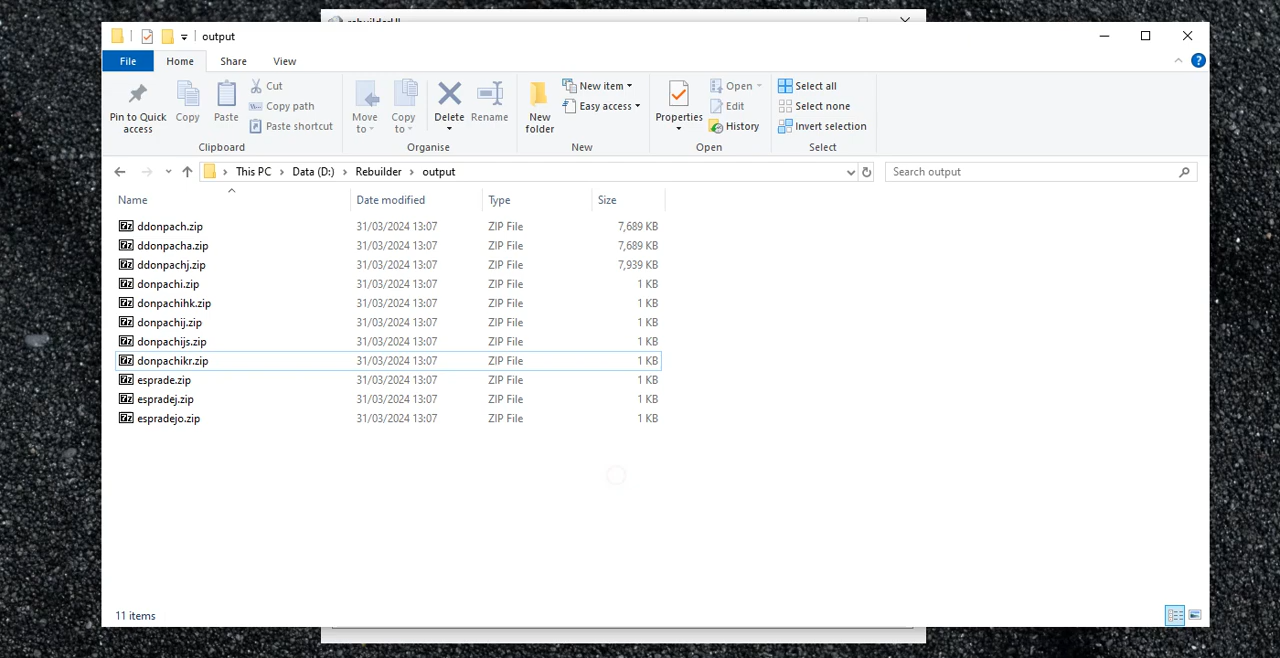 output
File Home Share View
Pin to Quick access
Copy
Paste
Cut
Copy path
Paste shortcut
Clipboard
Move to
Copy to
Delete
Rename
Organise
New folder
New item
Easy access
New
Properties
Open
Edit
History
Open
Select all
Select none
Invert selection
Select
This PC > Data (D:) > Rebuilder > output
Search output
Name Date modified Type Size
ddonpach.zip 31/03/2024 13:07 ZIP File 7,689 KB
ddonpacha.zip 31/03/2024 13:07 ZIP File 7,689 KB
ddonpachj.zip 31/03/2024 13:07 ZIP File 7,939 KB
donpachi.zip 31/03/2024 13:07 ZIP File 1 KB
donpachihk.zip 31/03/2024 13:07 ZIP File 1 KB
donpachij.zip 31/03/2024 13:07 ZIP File 1 KB
donpachijs.zip 31/03/2024 13:07 ZIP File 1 KB
donpachikr.zip 31/03/2024 13:07 ZIP File 1 KB
esprade.zip 31/03/2024 13:07 ZIP File 1 KB
espradej.zip 31/03/2024 13:07 ZIP File 1 KB
espradejo.zip 31/03/2024 13:07 ZIP File 1 KB
11 items